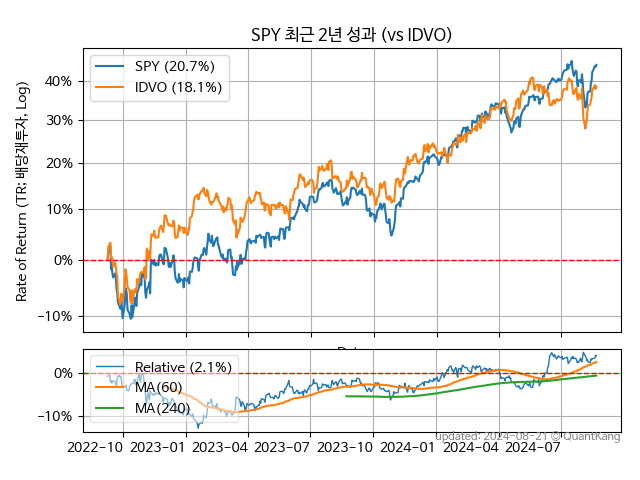 SPY 최근 2년 성과 (vs IDVO)
SPY (20.7%)
IDVO (18.1%)
Rate of Return (TR: 배당재투자, Log)
40%
30%
20%
10%
0%
−10%
Relative (2.1%)
MA(60)
MA(240)
0%
−10%
2022-10 2023-01 2023-04 2023-07 2023-10 2024-01 2024-04 2024-07
updated: 2024-08-21 © QuantKang